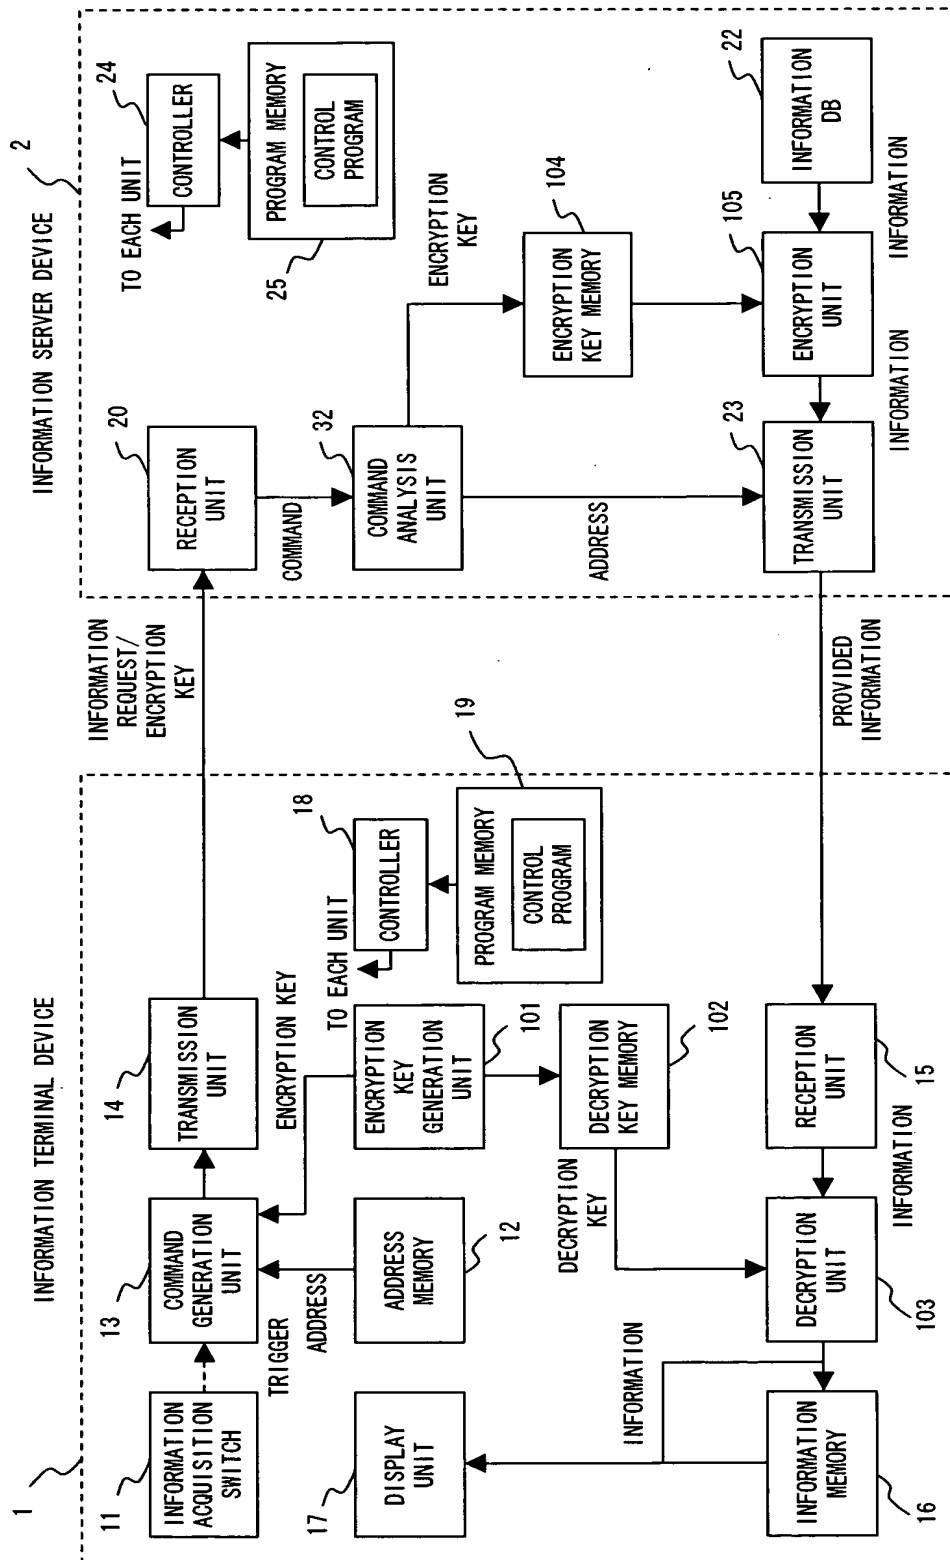 INFORMATION TERMINAL DEVICE
1
11
INFORMATION
ACQUISITION
SWITCH
TRIGGER
13
COMMAND
GENERATION
UNIT
14
TRANSMISSION
UNIT
ENCRYPTION KEY
ADDRESS
17
DISPLAY
UNIT
ADDRESS
MEMORY
12
ENCRYPTION
KEY
GENERATION
UNIT
101
TO EACH UNIT
18
CONTROLLER
PROGRAM MEMORY
CONTROL
PROGRAM
19
DECRYPTION
KEY MEMORY
102
DECRYPTION
KEY
INFORMATION
INFORMATION
MEMORY
16
DECRYPTION
UNIT
103
INFORMATION
RECEPTION
UNIT
15
INFORMATION
REQUEST/
ENCRYPTION
KEY
PROVIDED
INFORMATION
INFORMATION SERVER DEVICE
2
20
RECEPTION
UNIT
COMMAND
TO EACH UNIT
24
CONTROLLER
PROGRAM MEMORY
CONTROL
PROGRAM
25
32
COMMAND
ANALYSIS
UNIT
ENCRYPTION
KEY
ADDRESS
ENCRYPTION
KEY MEMORY
104
23
TRANSMISSION
UNIT
INFORMATION
105
ENCRYPTION
UNIT
INFORMATION
22
INFORMATION
DB